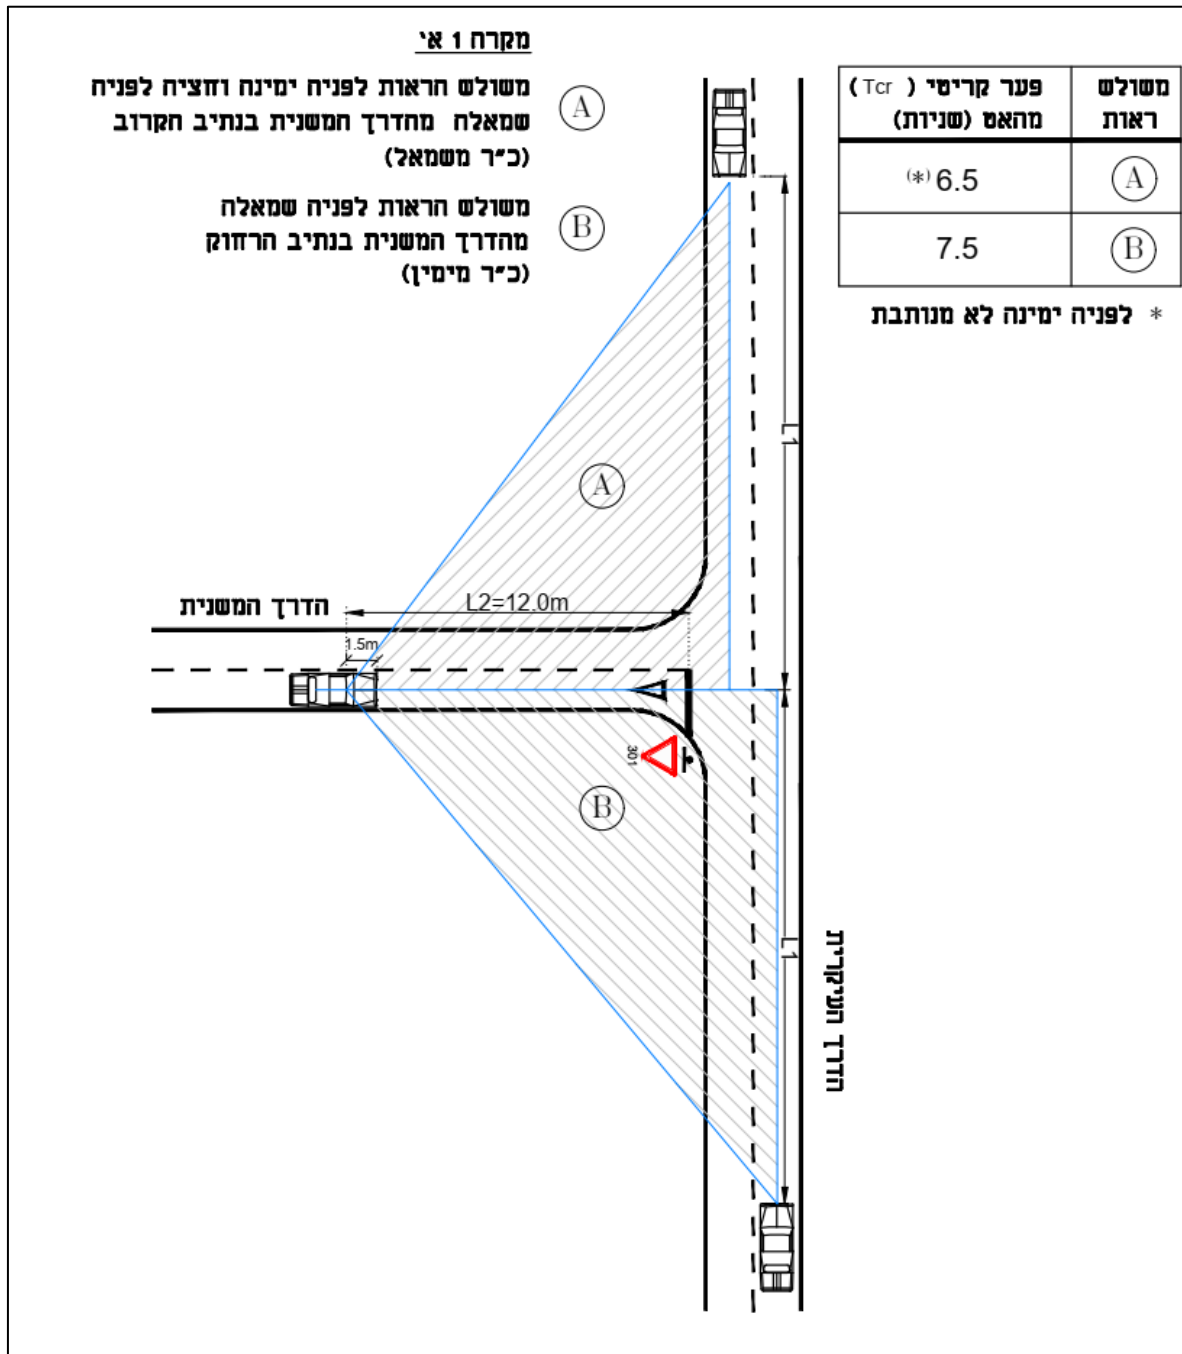 מקרה 1 א'
משולש הראות לפניה ימינה וחציה לפניה
שמאלה מהדרך המשנית בנתיב הקרוב
(כ"ר משמאל)
A
משולש הראות לפניה שמאלה
מהדרך המשנית בנתיב הרחוק
(כ"ר מימין)
B
משולש ראות
פער קריטי ( Tcr )
מהאט (שניות)
A
6.5 (*)
B
7.5
* לפניה ימינה לא מנותבת
L1
A
הדרך המשנית
L2=12.0m
1.5m
301
B
L1
הדרך העיקרית